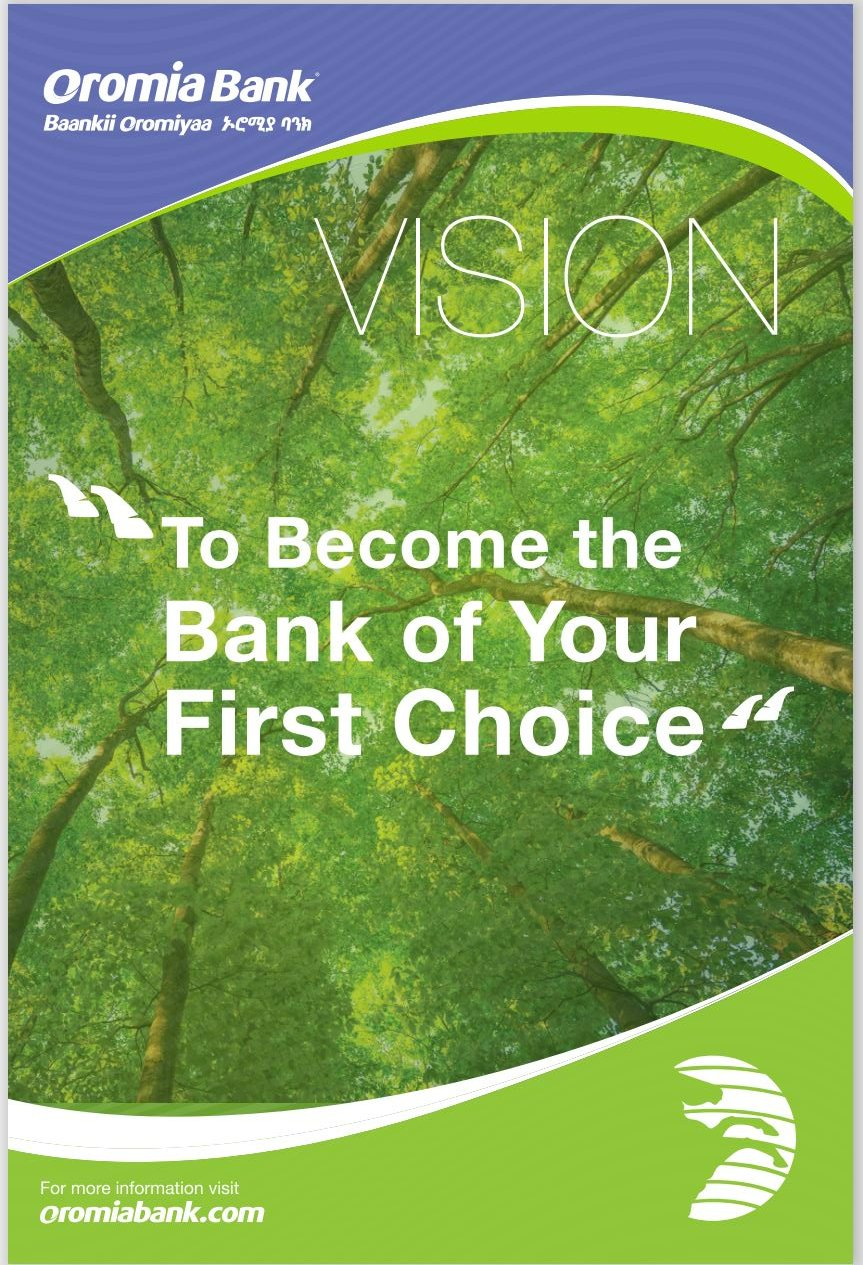 Oromia Bank®
Baankii Oromiyaa ኦሮሚያ ባንክ
VISION
“To Become the
Bank of Your
First Choice“
For more information visit
oromiabank.com